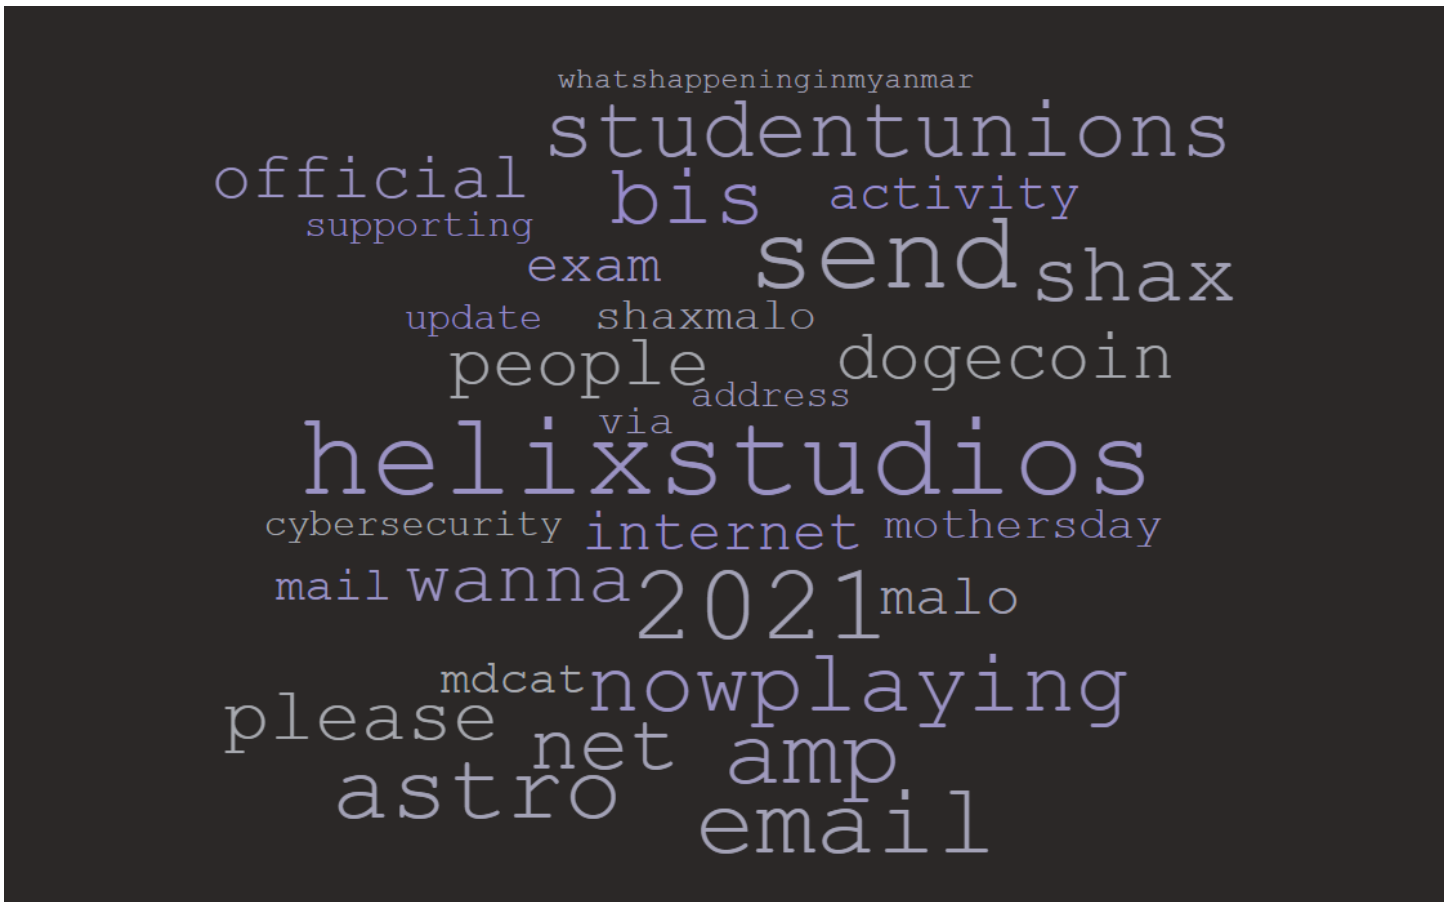 whatshappeninginmyanmar
studentunions
official
bis
activity
supporting
send
exam
shax
update
shaxmalo
people
dogecoin
address
via
helixstudios
cybersecurity
internet
mothersday
mail
wanna
2021
malo
mdcat
nowplaying
please
net
amp
astro
email